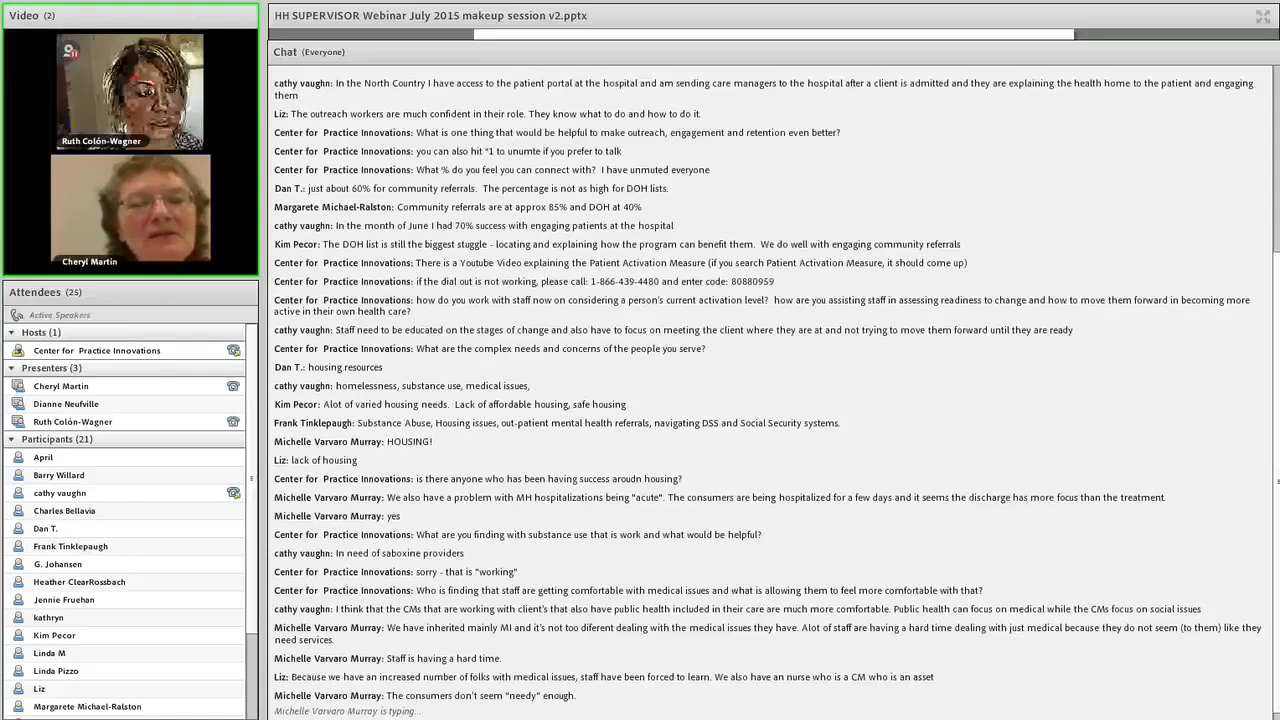 Video (2)
Ruth Colón-Wagner
Cheryl Martin
Attendees (25)
Active Speakers
Hosts (1)
Center for Practice Innovations
Presenters (3)
Cheryl Martin
Dianne Neufville
Ruth Colón-Wagner
Participants (21)
April
Barry Willard
cathy vaughn
Charles Bellavia
Dan T.
Frank Tinklepaugh
G. Johansen
Heather ClearRossbach
Jennie Fruehan
kathryn
Kim Pecor
Linda M
Linda Pizzo
Liz
Margarete Michael-Ralston
HH SUPERVISOR Webinar July 2015 makeup session v2.pptx
Chat (Everyone)
cathy vaughn: In the North Country I have access to the patient portal at the hospital and am sending care managers to the hospital after a client is admitted and they are explaining the health home to the patient and engaging
them
Liz: The outreach workers are much confident in their role. They know what to do and how to do it.
Center for Practice Innovations: What is one thing that would be helpful to make outreach, engagement and retention even better?
Center for Practice Innovations: you can also hit *1 to unumte if you prefer to talk
Center for Practice Innovations: What % do you feel you can connect with? I have unmuted everyone
Dan T.: just about 60% for community referrals. The percentage is not as high for DOH lists.
Margarete Michael-Ralston: Community referrals are at approx 85% and DOH at 40%
cathy vaughn: In the month of June I had 70% success with engaging patients at the hospital
Kim Pecor: The DOH list is still the biggest stuggle - locating and explaining how the program can benefit them. We do well with engaging community referrals
Center for Practice Innovations: There is a Youtube Video explaining the Patient Activation Measure (if you search Patient Activation Measure, it should come up)
Center for Practice Innovations: if the dial out is not working, please call: 1-866-439-4480 and enter code: 80880959
Center for Practice Innovations: how do you work with staff now on considering a person's current activation level? how are you assisting staff in assessing readiness to change and how to move them forward in becoming more
active in their own health care?
cathy vaughn: Staff need to be educated on the stages of change and also have to focus on meeting the client where they are at and not trying to move them forward until they are ready
Center for Practice Innovations: What are the complex needs and concerns of the people you serve?
Dan T.: housing resources
cathy vaughn: homelessness, substance use, medical issues,
Kim Pecor: Alot of varied housing needs. Lack of affordable housing, safe housing
Frank Tinklepaugh: Substance Abuse, Housing issues, out-patient mental health referrals, navigating DSS and Social Security systems.
Michelle Varvaro Murray: HOUSING!
Liz: lack of housing
Center for Practice Innovations: is there anyone who has been having success aroudn housing?
Michelle Varvaro Murray: We also have a problem with MH hospitalizations being "acute". The consumers are being hospitalized for a few days and it seems the discharge has more focus than the treatment.
Michelle Varvaro Murray: yes
Center for Practice Innovations: What are you finding with substance use that is work and what would be helpful?
cathy vaughn: In need of saboxine providers
Center for Practice Innovations: sorry - that is "working"
Center for Practice Innovations: Who is finding that staff are getting comfortable with medical issues and what is allowing them to feel more comfortable with that?
cathy vaughn: I think that the CMs that are working with client's that also have public health included in their care are much more comfortable. Public health can focus on medical while the CMs focus on social issues
Michelle Varvaro Murray: We have inherited mainly MI and it's not too diferent dealing with the medical issues they have. Alot of staff are having a hard time dealing with just medical because they do not seem (to them) like they
need services.
Michelle Varvaro Murray: Staff is having a hard time.
Liz: Because we have an increased number of folks with medical issues, staff have been forced to learn. We also have an nurse who is a CM who is an asset
Michelle Varvaro Murray: The consumers don't seem "needy" enough.
Michelle Varvaro Murray is typing...